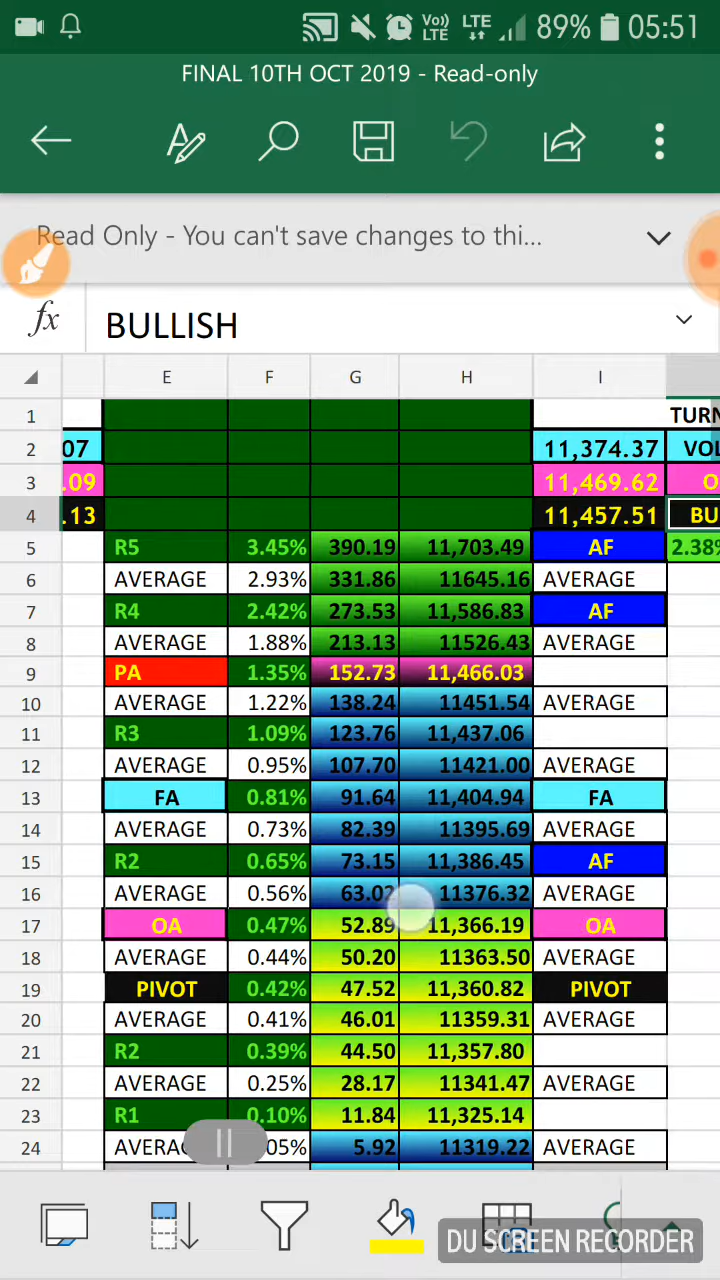 Vo)) LTE LTE 89% 05:51
FINAL 10TH OCT 2019 - Read-only
Read Only - You can't save changes to thi...
fx BULLISH
E F G H I
1 TURN
2 07 11,374.37 VOL
3 .09 11,469.62 O
4 .13 11,457.51 BU
5 R5 3.45% 390.19 11,703.49 AF 2.38%
6 AVERAGE 2.93% 331.86 11645.16 AVERAGE
7 R4 2.42% 273.53 11,586.83 AF
8 AVERAGE 1.88% 213.13 11526.43 AVERAGE
9 PA 1.35% 152.73 11,466.03
10 AVERAGE 1.22% 138.24 11451.54 AVERAGE
11 R3 1.09% 123.76 11,437.06
12 AVERAGE 0.95% 107.70 11421.00 AVERAGE
13 FA 0.81% 91.64 11,404.94 FA
14 AVERAGE 0.73% 82.39 11395.69 AVERAGE
15 R2 0.65% 73.15 11,386.45 AF
16 AVERAGE 0.56% 63.02 11376.32 AVERAGE
17 OA 0.47% 52.89 11,366.19 OA
18 AVERAGE 0.44% 50.20 11363.50 AVERAGE
19 PIVOT 0.42% 47.52 11,360.82 PIVOT
20 AVERAGE 0.41% 46.01 11359.31 AVERAGE
21 R2 0.39% 44.50 11,357.80
22 AVERAGE 0.25% 28.17 11341.47 AVERAGE
23 R1 0.10% 11.84 11,325.14
24 AVERA 05% 5.92 11319.22 AVERAGE
DU SCREEN RECORDER